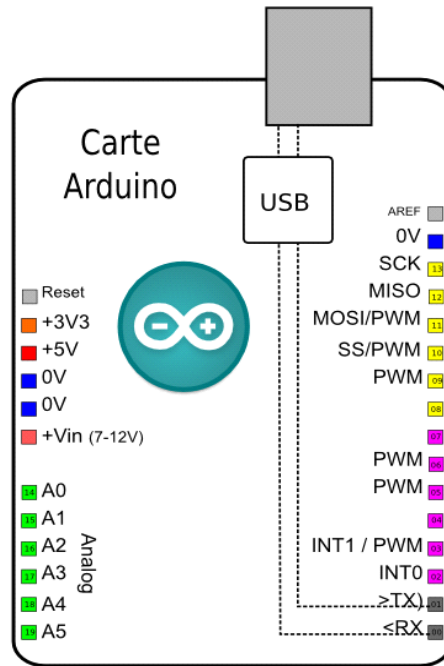 Carte
Arduino
USB
AREF
0V
SCK 13
MISO 12
MOSI/PWM 11
SS/PWM 10
PWM 09
08
07
PWM 06
PWM 05
04
INT1 / PWM 03
INT0 02
>TX) 01
<RX 00
Reset
+3V3
+5V
0V
0V
+Vin (7-12V)
14 A0
15 A1
16 A2
17 A3
18 A4
19 A5
Analog